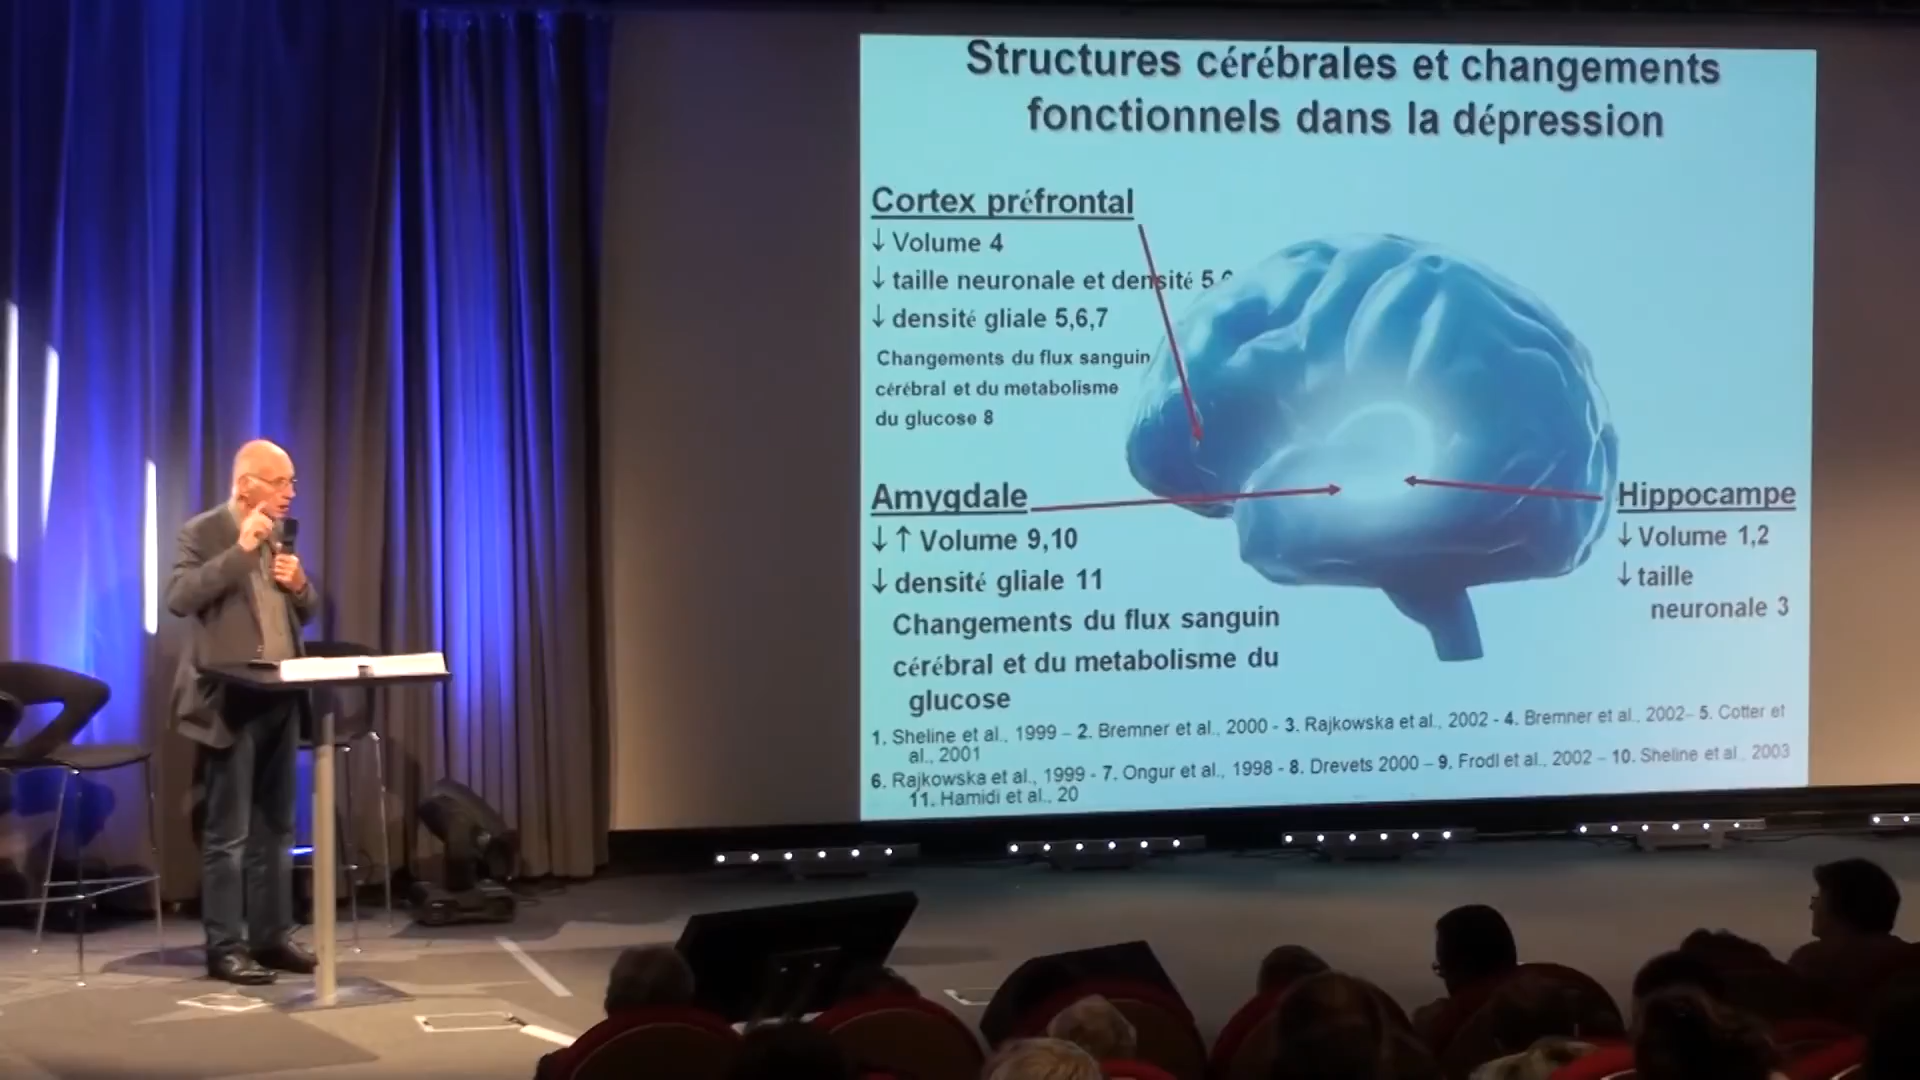 Structures cérébrales et changements
fonctionnels dans la dépression
Cortex préfrontal
↓ Volume 4
↓ taille neuronale et densité 5
↓ densité gliale 5,6,7
Changements du flux sanguin
cérébral et du metabolisme
du glucose 8
Amygdale
↓ ↑ Volume 9,10
↓ densité gliale 11
Changements du flux sanguin
cérébral et du metabolisme du
glucose
Hippocampe
↓ Volume 1,2
↓ taille
neuronale 3
1. Sheline et al., 1999 – 2. Bremner et al., 2000 - 3. Rajkowska et al., 2002 - 4. Bremner et al., 2002– 5. Cotter et
al., 2001
6. Rajkowska et al., 1999 - 7. Ongur et al., 1998 - 8. Drevets 2000 – 9. Frodl et al., 2002 – 10. Sheline et al., 2003
11. Hamidi et al., 20